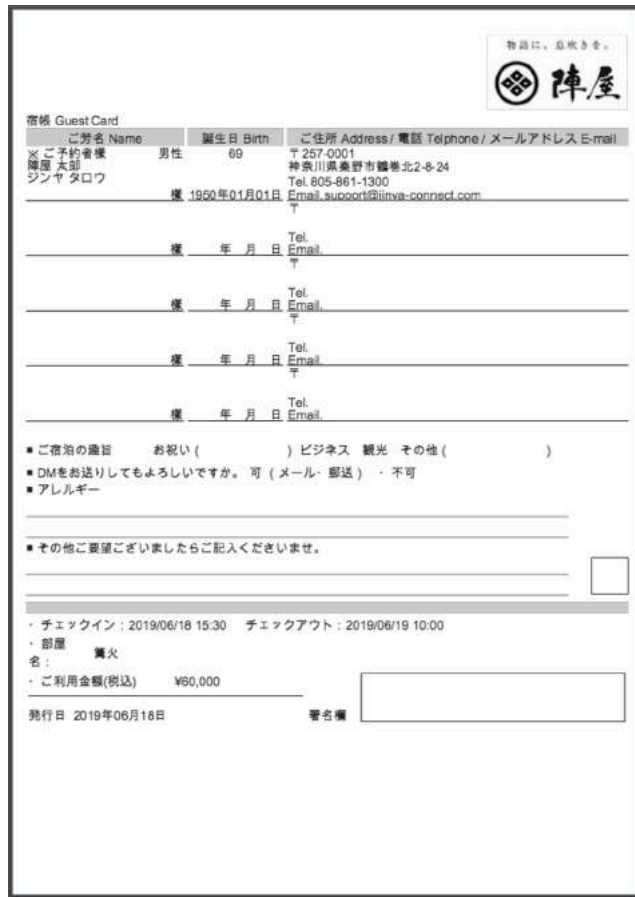 物語に、息吹きを。
陣屋
宿帳 Guest Card
ご芳名 Name 誕生日 Birth ご住所 Address / 電話 Telphone / メールアドレス E-mail
※ ご予約者様 男性 69 〒257-0001
陣屋 太郎 神奈川県秦野市鶴巻北2-8-24
ジンヤ タロウ Tel. 805-861-1300
様 1950年01月01日 Email. support@jinya-connect.com
〒
Tel.
様 年 月 日 Email.
〒
Tel.
様 年 月 日 Email.
〒
Tel.
様 年 月 日 Email.
〒
Tel.
様 年 月 日 Email.
■ ご宿泊の趣旨 お祝い ( ) ビジネス 観光 その他 ( )
■ DMをお送りしてもよろしいですか。 可 ( メール・ 郵送 ) ・ 不可
■ アレルギー
■ その他ご要望ございましたらご記入くださいませ。
・ チェックイン : 2019/06/18 15:30 チェックアウト : 2019/06/19 10:00
・ 部屋
名 : 篝火
・ ご利用金額(税込) ¥60,000
発行日 2019年06月18日 署名欄